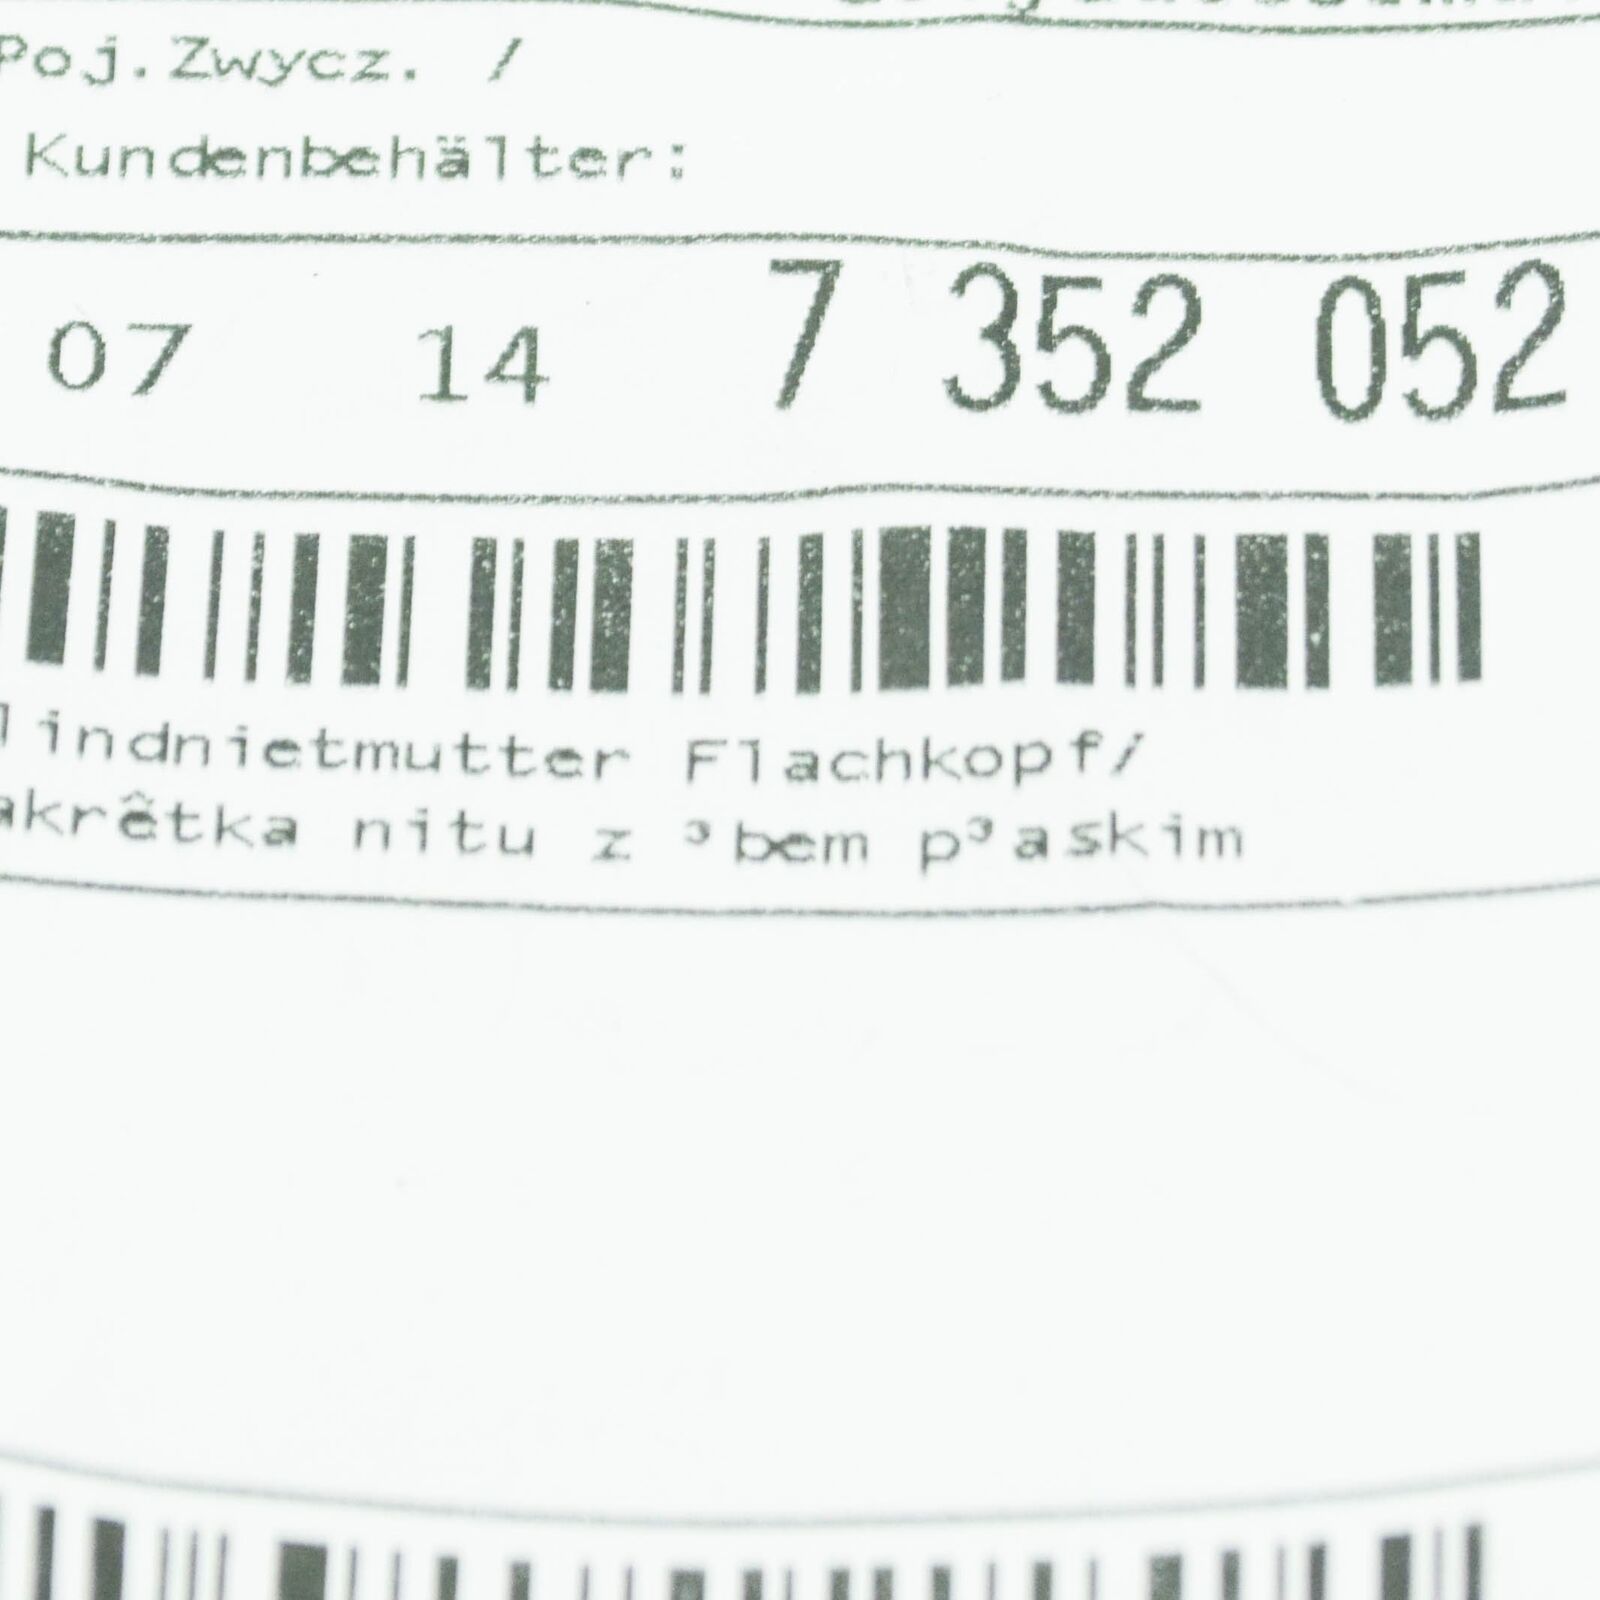 Poj.Zwycz. /
Kundenbehälter:
07 14 7 352 052
lindnietmutter Flachkopf/
akrêtka nitu z ³bem p³askim